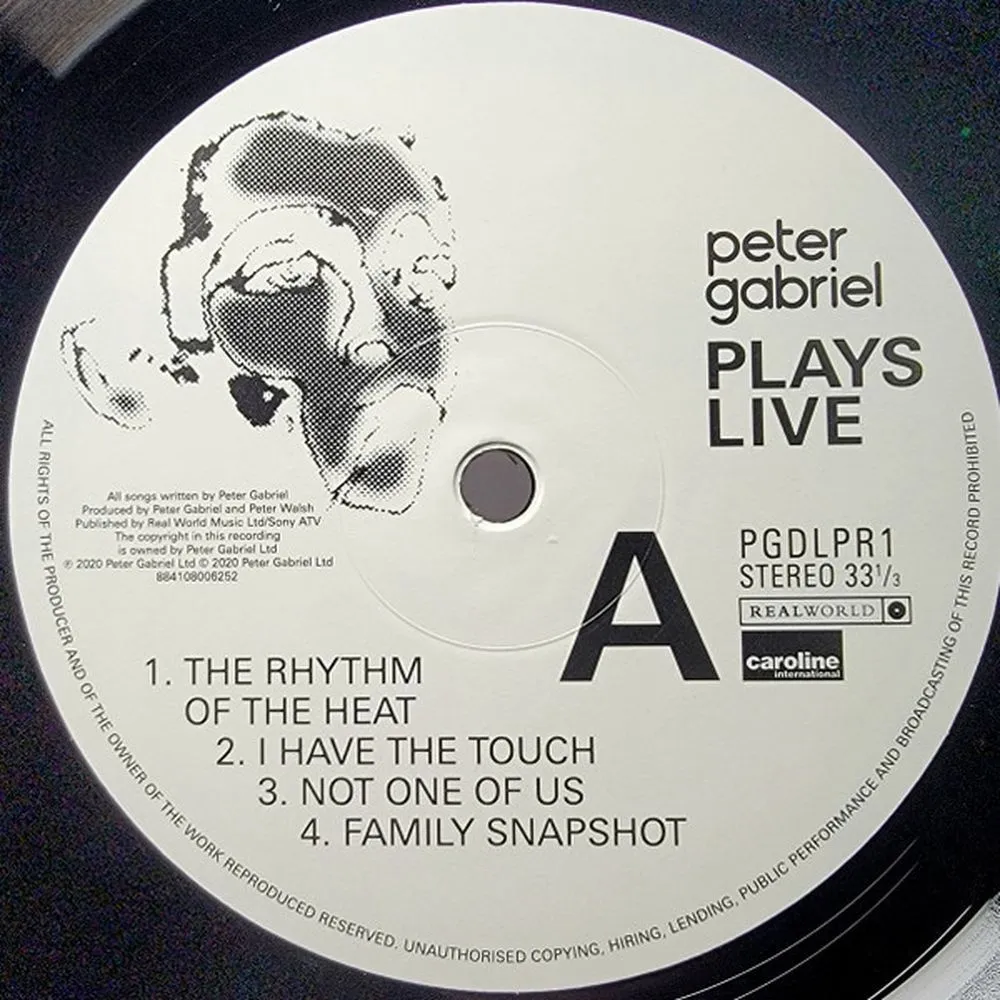 peter
gabriel
PLAYS
LIVE
All songs written by Peter Gabriel
Produced by Peter Gabriel and Peter Walsh
Published by Real World Music Ltd/Sony ATV
The copyright in this recording
is owned by Peter Gabriel Ltd
℗ 2020 Peter Gabriel Ltd © 2020 Peter Gabriel Ltd
884108006252
A
PGDLPR1
STEREO 33 1/3
REALWORLD
caroline
international
1. THE RHYTHM
OF THE HEAT
2. I HAVE THE TOUCH
3. NOT ONE OF US
4. FAMILY SNAPSHOT
ALL RIGHTS OF THE PRODUCER AND OF THE OWNER OF THE WORK REPRODUCED RESERVED. UNAUTHORISED COPYING, HIRING, LENDING, PUBLIC PERFORMANCE AND BROADCASTING OF THIS RECORD PROHIBITED